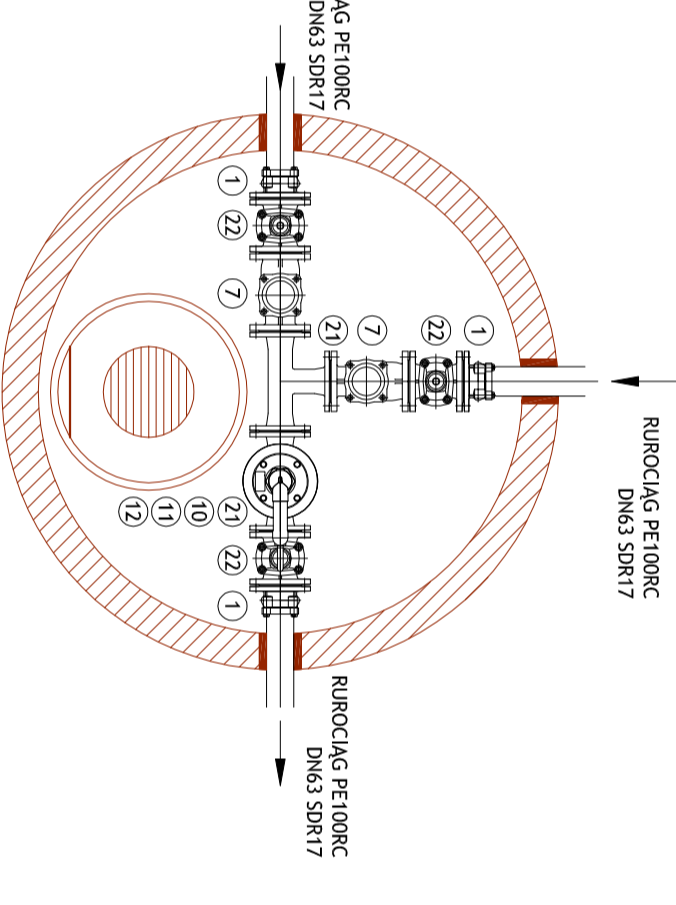 RUROCIĄG PE100RC
DN63 SDR17
1
22
7
21
ĄG PE100RC
DN63 SDR17
RUROCIĄG PE100RC
DN63 SDR17
1
22
7
21
22
1
10
11
12